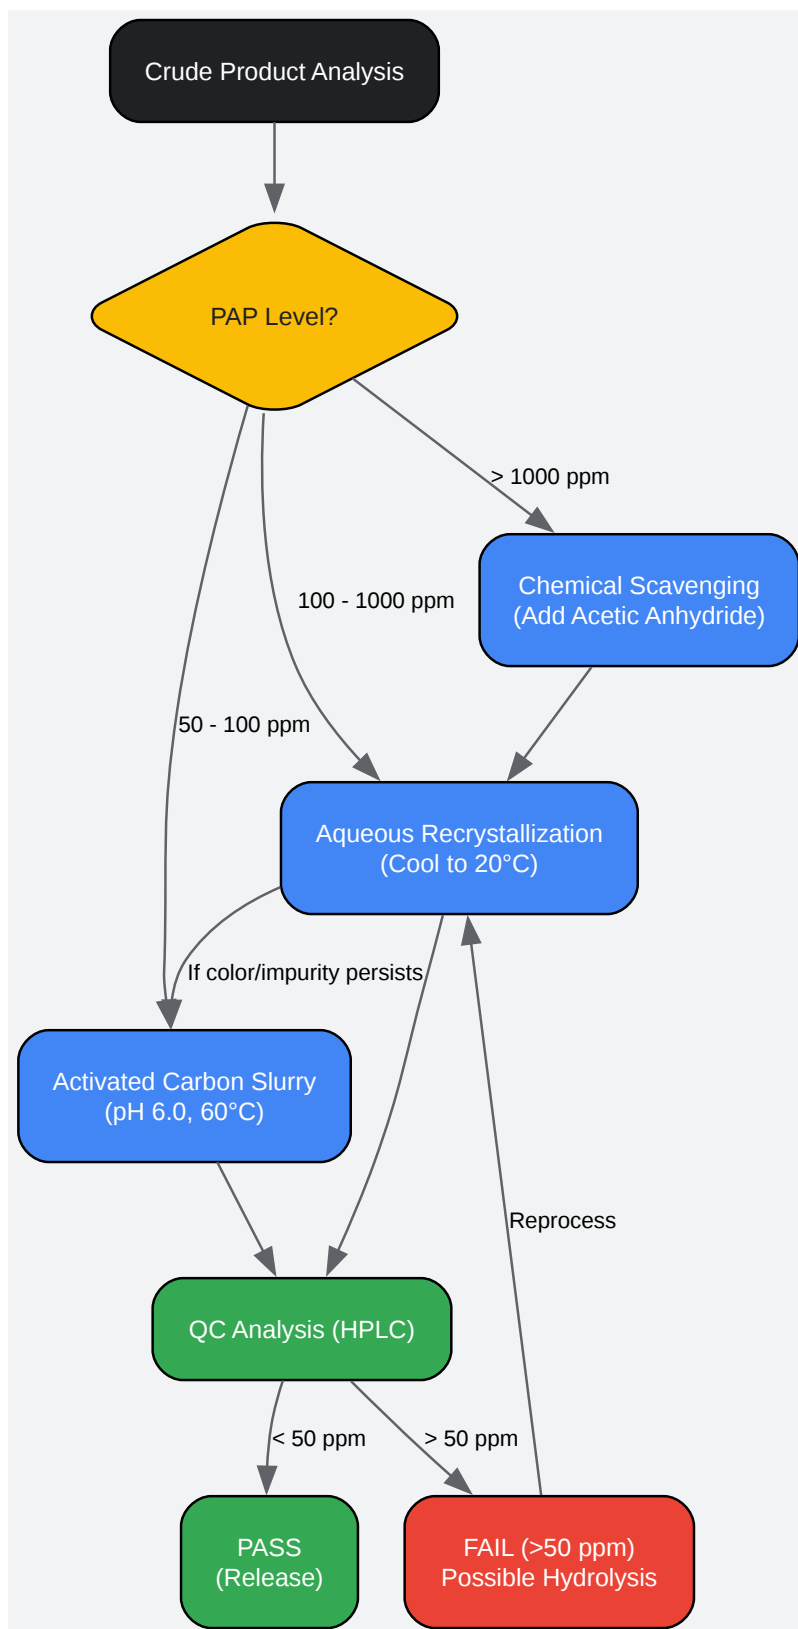 Crude Product Analysis
PAP Level?
> 1000 ppm
Chemical Scavenging
(Add Acetic Anhydride)
100 - 1000 ppm
50 - 100 ppm
Aqueous Recrystallization
(Cool to 20°C)
If color/impurity persists
Activated Carbon Slurry
(pH 6.0, 60°C)
Reprocess
QC Analysis (HPLC)
< 50 ppm
> 50 ppm
PASS
(Release)
FAIL (>50 ppm)
Possible Hydrolysis